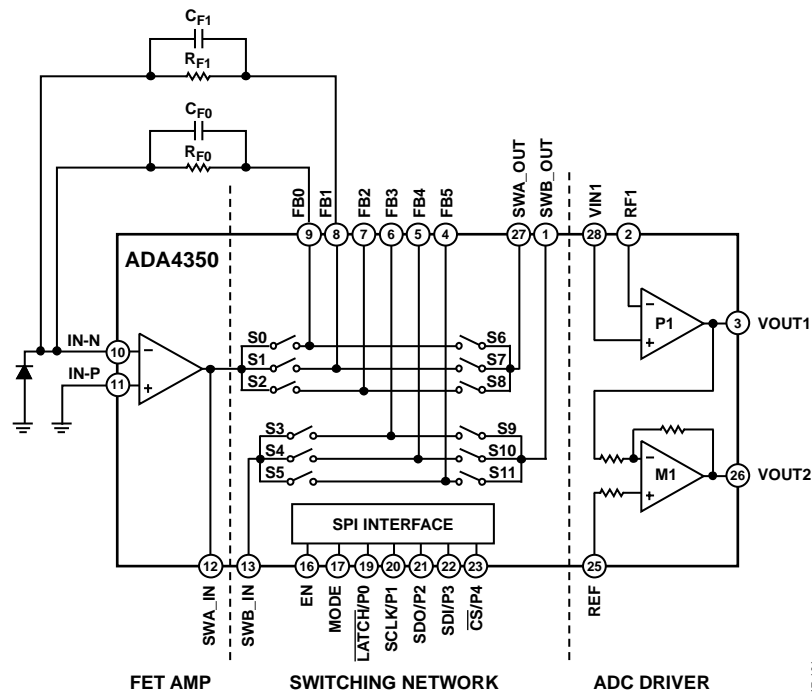 CF1
RF1
CF0
RF0
FB0
FB1
FB2
FB3
FB4
FB5
SWA_OUT
SWB_OUT
VIN1
RF1
9
8
7
6
5
4
27
1
28
2
ADA4350
IN-N
10
IN-P
11
S0
S1
S2
S3
S4
S5
S6
S7
S8
S9
S10
S11
P1
3
VOUT1
M1
26
VOUT2
SPI INTERFACE
12
13
16
17
19
20
21
22
23
25
SWA_IN
SWB_IN
EN
MODE
LATCH/P0
SCLK/P1
SDO/P2
SDI/P3
CS/P4
REF
FET AMP
SWITCHING NETWORK
ADC DRIVER